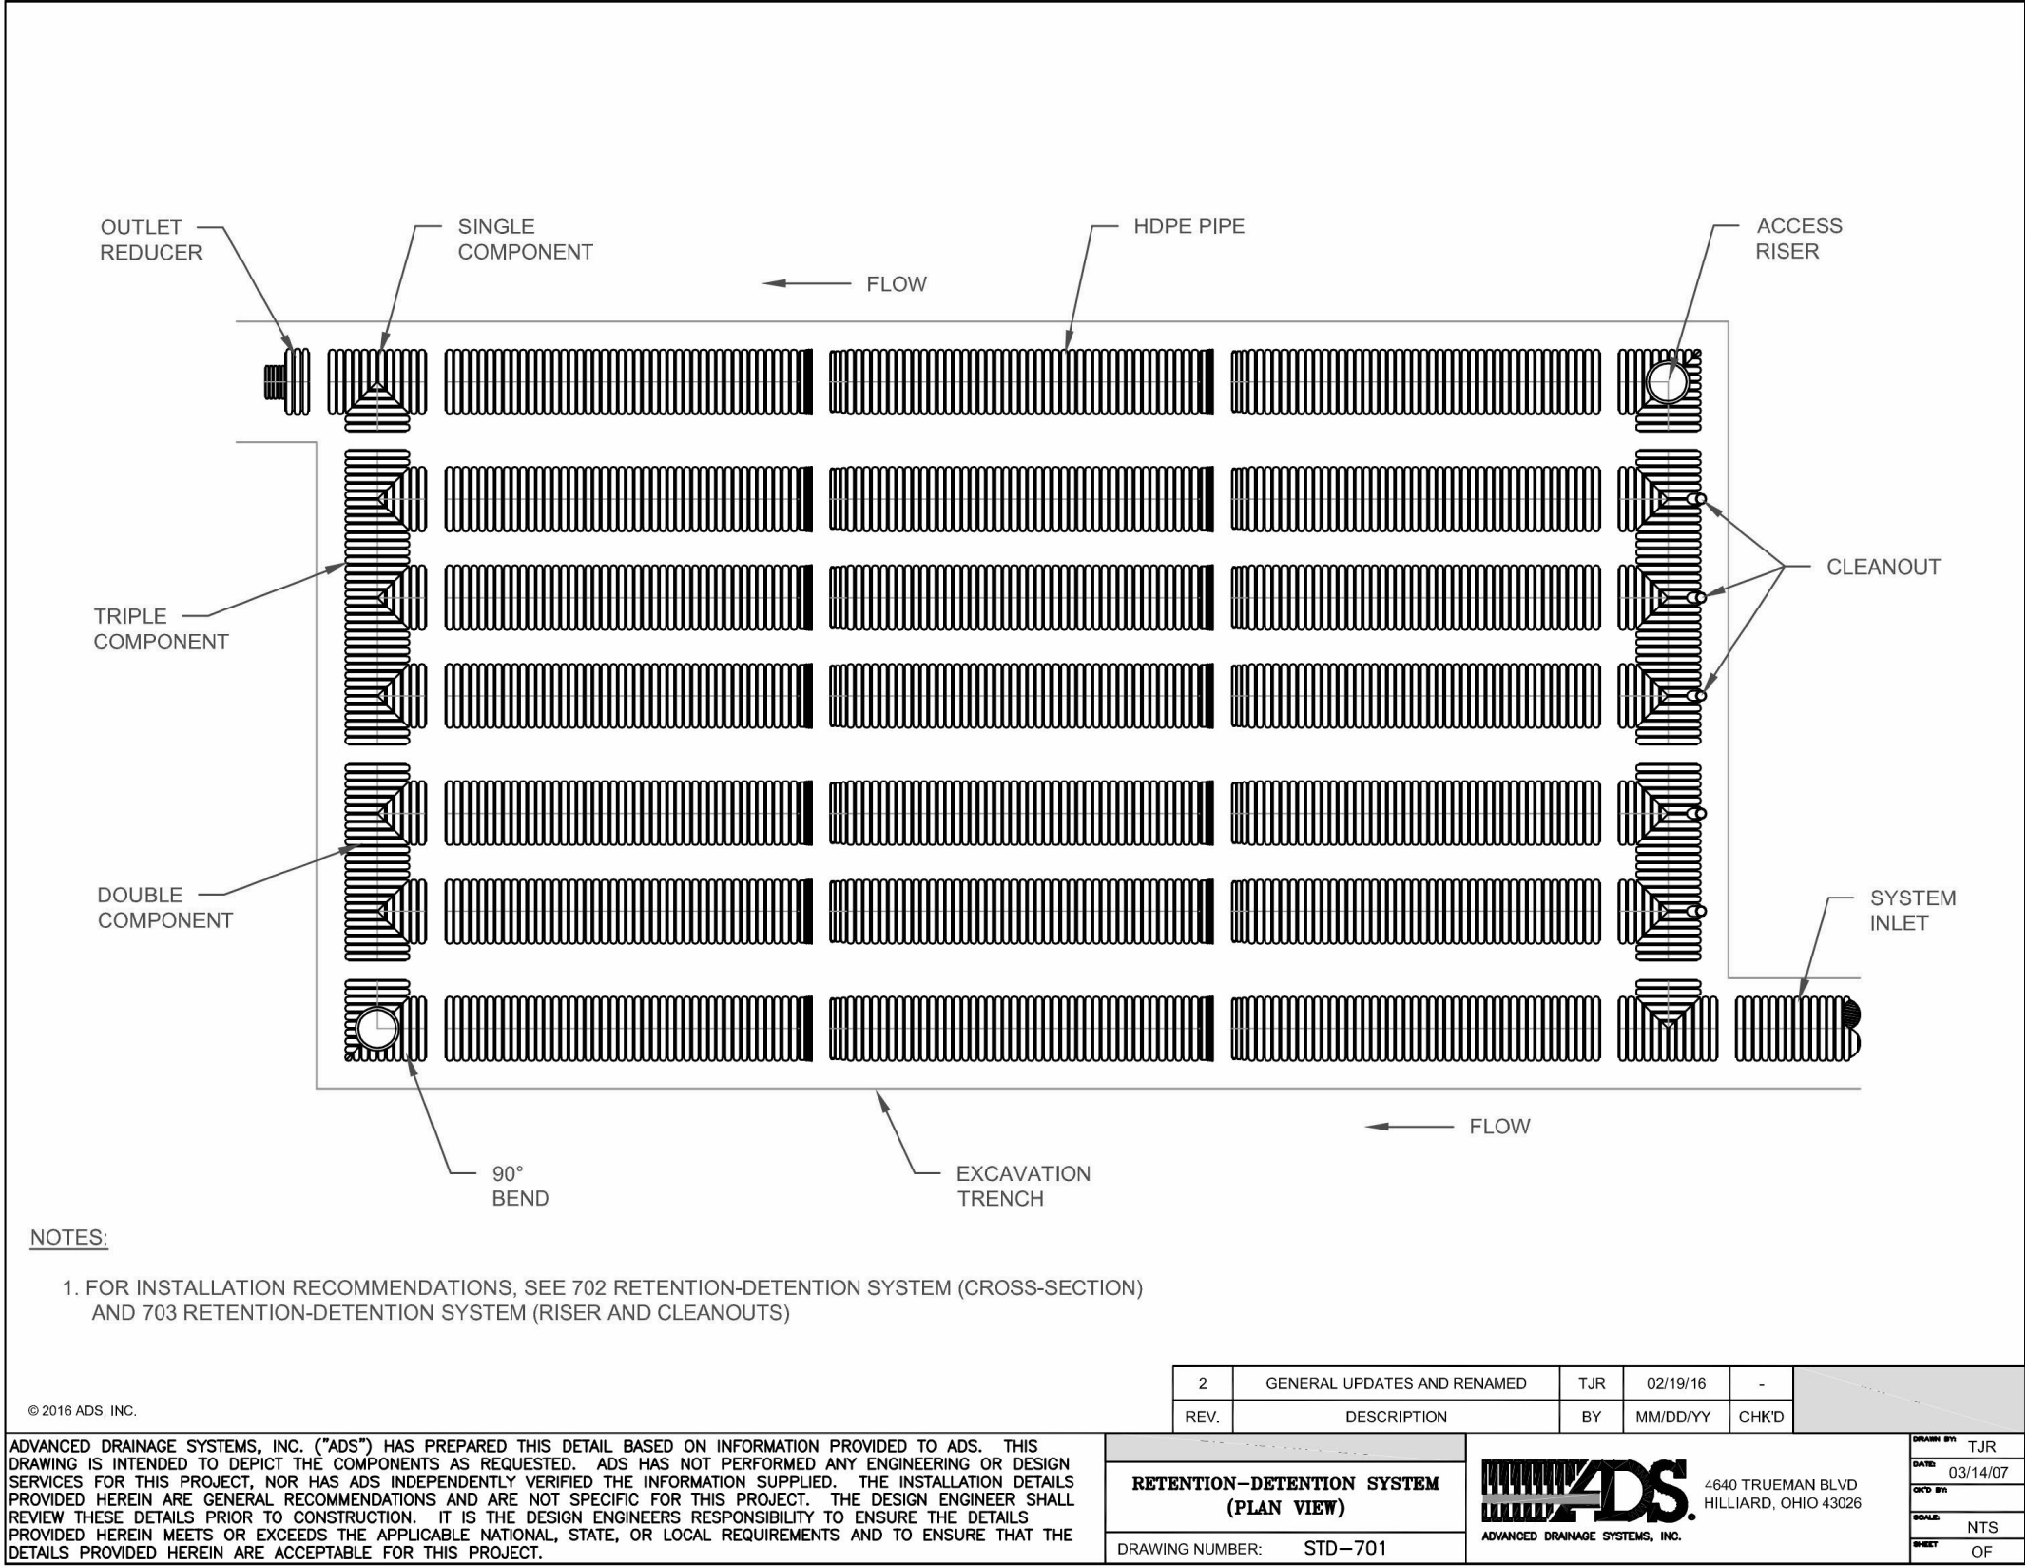 OUTLET
REDUCER
SINGLE
COMPONENT
HDPE PIPE
ACCESS
RISER
FLOW
CLEANOUT
TRIPLE
COMPONENT
DOUBLE
COMPONENT
SYSTEM
INLET
FLOW
90°
BEND
EXCAVATION
TRENCH
NOTES:
1. FOR INSTALLATION RECOMMENDATIONS, SEE 702 RETENTION-DETENTION SYSTEM (CROSS-SECTION)
AND 703 RETENTION-DETENTION SYSTEM (RISER AND CLEANOUTS)
2 GENERAL UPDATES AND RENAMED TJR 02/19/16 -
REV. DESCRIPTION BY MM/DD/YY CHK'D
© 2016 ADS, INC.
ADVANCED DRAINAGE SYSTEMS, INC. ("ADS") HAS PREPARED THIS DETAIL BASED ON INFORMATION PROVIDED TO ADS. THIS
DRAWING IS INTENDED TO DEPICT THE COMPONENTS AS REQUESTED. ADS HAS NOT PERFORMED ANY ENGINEERING OR DESIGN
SERVICES FOR THIS PROJECT, NOR HAS ADS INDEPENDENTLY VERIFIED THE INFORMATION SUPPLIED. THE INSTALLATION DETAILS
PROVIDED HEREIN ARE GENERAL RECOMMENDATIONS AND ARE NOT SPECIFIC FOR THIS PROJECT. THE DESIGN ENGINEER SHALL
REVIEW THESE DETAILS PRIOR TO CONSTRUCTION. IT IS THE DESIGN ENGINEERS RESPONSIBILITY TO ENSURE THE DETAILS
PROVIDED HEREIN MEETS OR EXCEEDS THE APPLICABLE NATIONAL, STATE, OR LOCAL REQUIREMENTS AND TO ENSURE THAT THE
DETAILS PROVIDED HEREIN ARE ACCEPTABLE FOR THIS PROJECT.
RETENTION-DETENTION SYSTEM
(PLAN VIEW)
DRAWING NUMBER: STD-701
ADS.
ADVANCED DRAINAGE SYSTEMS, INC.
4640 TRUEMAN BLVD
HILLIARD, OHIO 43026
DRAWN BY: TJR
DATE: 03/14/07
CK'D BY:
SCALE: NTS
SHEET OF